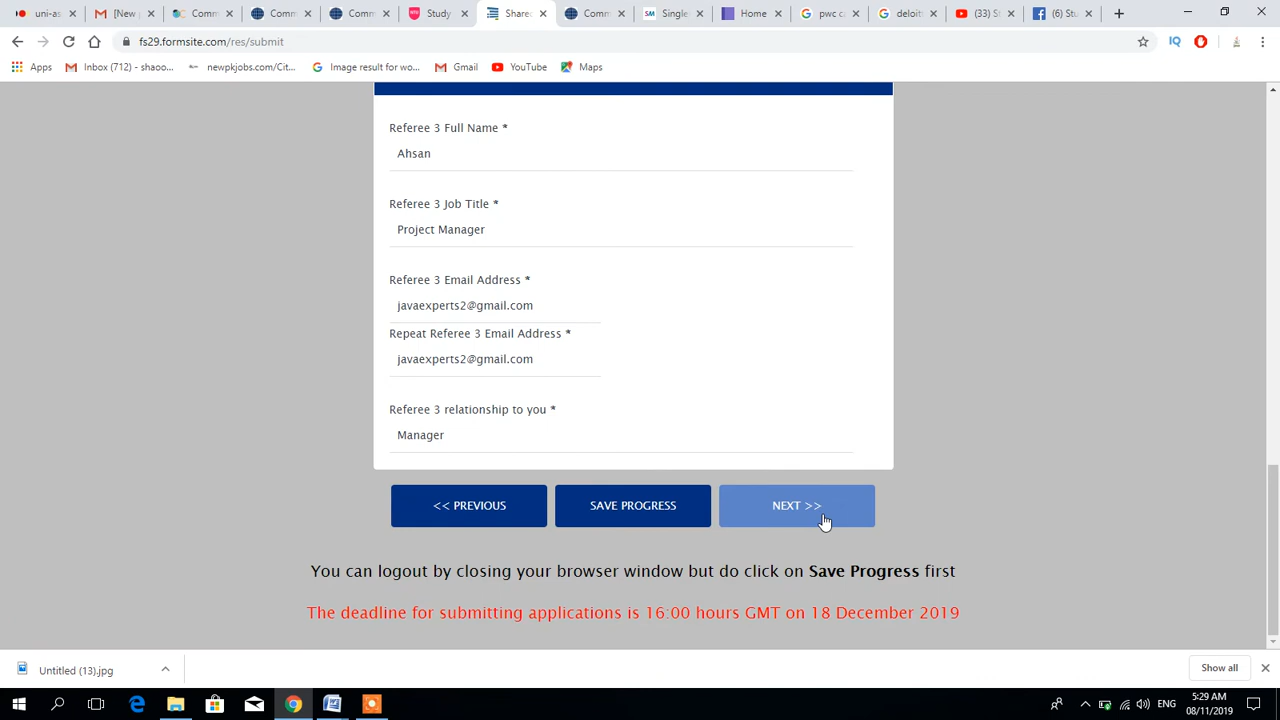 uni-as
[New
Comm
Comm
Comm
Study
Share
Comm
SM Single
Home
pwc ca
deloitt
(33) St
(6) Stu
fs29.formsite.com/res/submit
IQ
Apps
Inbox (712) - shaoo...
newpkjobs.com/Cit...
Image result for wo...
Gmail
YouTube
Maps
Referee 3 Full Name *
Ahsan
Referee 3 Job Title *
Project Manager
Referee 3 Email Address *
javaexperts2@gmail.com
Repeat Referee 3 Email Address *
javaexperts2@gmail.com
Referee 3 relationship to you *
Manager
<< PREVIOUS
SAVE PROGRESS
NEXT >>
You can logout by closing your browser window but do click on Save Progress first
The deadline for submitting applications is 16:00 hours GMT on 18 December 2019
Untitled (13).jpg
Show all
ENG
5:29 AM
08/11/2019